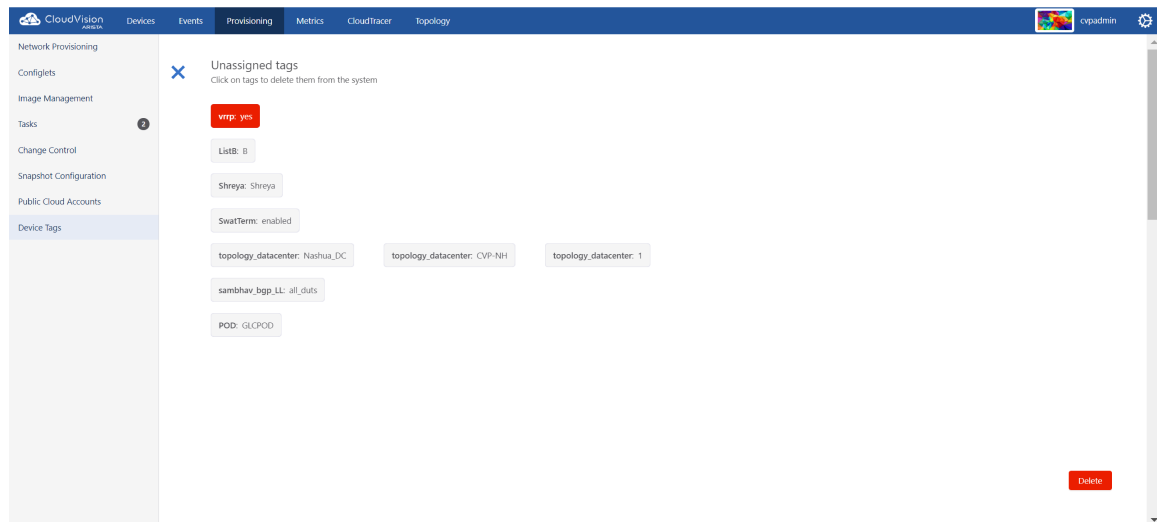 CloudVision
ARISTA
Devices
Events
Provisioning
Metrics
CloudTracer
Topology
cvpadmin
Network Provisioning
Configlets
Image Management
Tasks
2
Change Control
Snapshot Configuration
Public Cloud Accounts
Device Tags
Unassigned tags
Click on tags to delete them from the system
vrrp: yes
ListB: B
Shreya: Shreya
SwatTerm: enabled
topology_datacenter: Nashua_DC
topology_datacenter: CVP-NH
topology_datacenter: 1
sambhav_bgp_LL: all_duts
POD: GLCPOD
Delete